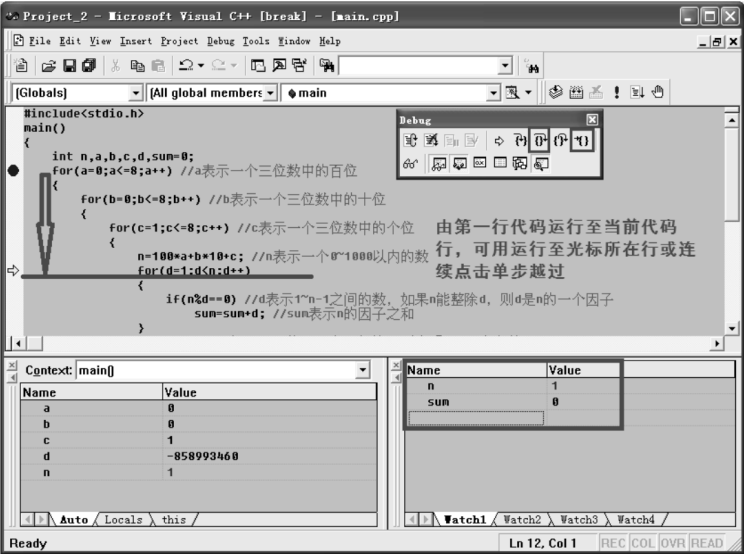 Project_2 - Microsoft Visual C++ [break] - [main.cpp]
File Edit View Insert Project Debug Tools Window Help
(Globals) (All global members main
#include<stdio.h>
main()
{
int n,a,b,c,d,sum=0;
for(a=0;a<=8;a++) //a表示一个三位数中的百位
{
for(b=0;b<=8;b++) //b表示一个三位数中的十位
{
for(c=1;c<=8;c++) //c表示一个三位数中的个位
{
n=100*a+b*10+c; //n表示一个0~1000以内的数
for(d=1;d<n;d++)
{
if(n%d==0) //d表示1~n-1之间的数，如果n能整除d，则d是n的一个因子
sum=sum+d; //sum表示n的因子之和
}
Debug
由第一行代码运行至当前代码
行，可用运行至光标所在行或连
续点击单步越过
Context: main()
Name Value
a 0
b 0
c 1
d -858993460
n 1
Auto Locals this
Name Value
n 1
sum 0
Watch1 Watch2 Watch3 Watch4
Ready Ln 12, Col 1 REC COL OVR READ